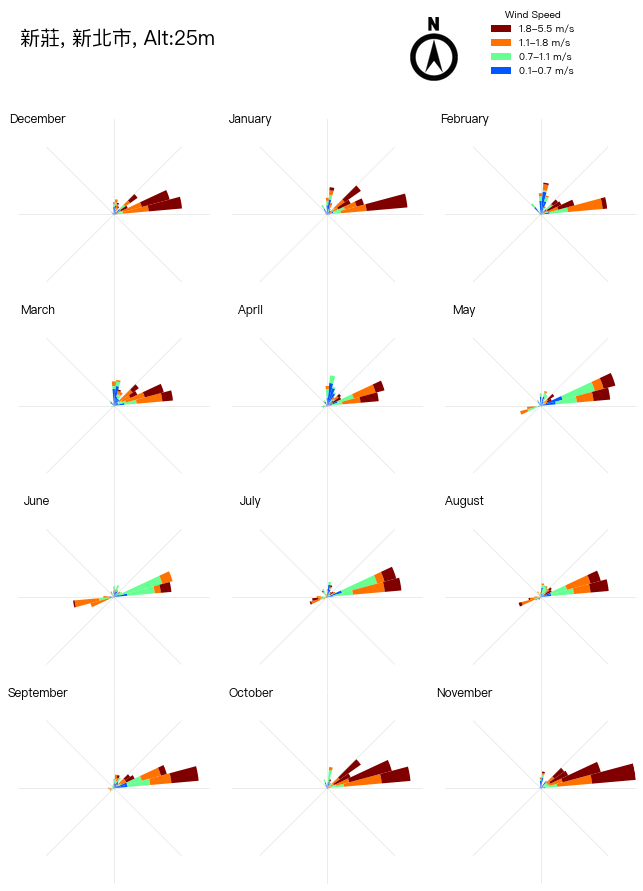 新莊, 新北市, Alt:25m
N
Wind Speed
1.8–5.5 m/s
1.1–1.8 m/s
0.7–1.1 m/s
0.1–0.7 m/s
December
January
February
March
April
May
June
July
August
September
October
November